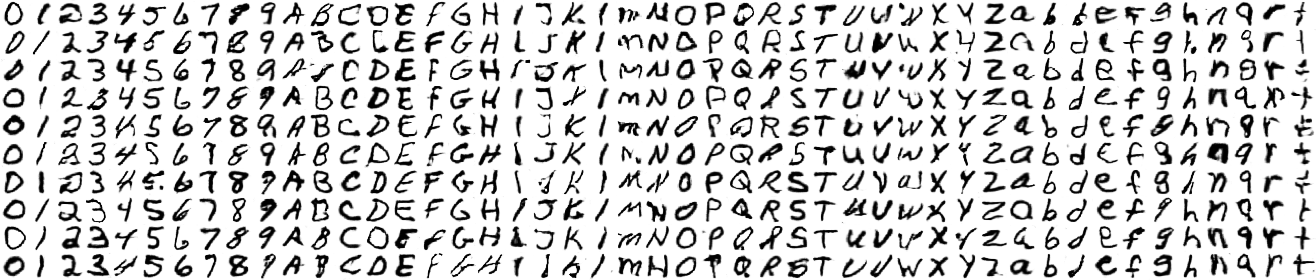 0 1 2 3 4 5 6 7 8 9 A B C D E F G H I J K I m N O P Q R S T U V W X Y Z a b d e f g h n q r t
0 1 2 3 4 5 6 7 8 9 A B C D E F G H I J K I m N O P Q R S T U V W X Y Z a b d e f g h n q r t
0 1 2 3 4 5 6 7 8 9 A B C D E F G H I J K I M N O P Q R S T U V W X Y Z a b d e f g h n q r t
0 1 2 3 4 5 6 7 8 9 A B C D E F G H I J K I m N O P Q R S T U V W X Y Z a b d e f g h n q r t
0 1 2 3 4 5 6 7 8 9 A B C D E F G H I J K I m N O P Q R S T U V W X Y Z a b d e f g h n q r t
0 1 2 3 4 5 6 7 8 9 A B C D E F G H I J K I m N O P Q R S T U V W X Y Z a b d e f g h n q r t
0 1 2 3 4 5 6 7 8 9 A B C D E F G H I J K I M N O P Q R S T U V W X Y Z a b d e f g h n q r t
0 1 2 3 4 5 6 7 8 9 A B C D E F G H I J K I M N O P Q R S T U V W X Y Z a b d e f g h n q r t
0 1 2 3 4 5 6 7 8 9 A B C D E F G H I J K I M N O P Q R S T U V W X Y Z a b d e f g h n q r t
0 1 2 3 4 5 6 7 8 9 A B C D E F G H I J K I M N O P Q R S T U V W X Y Z a b d e f g h n q r t